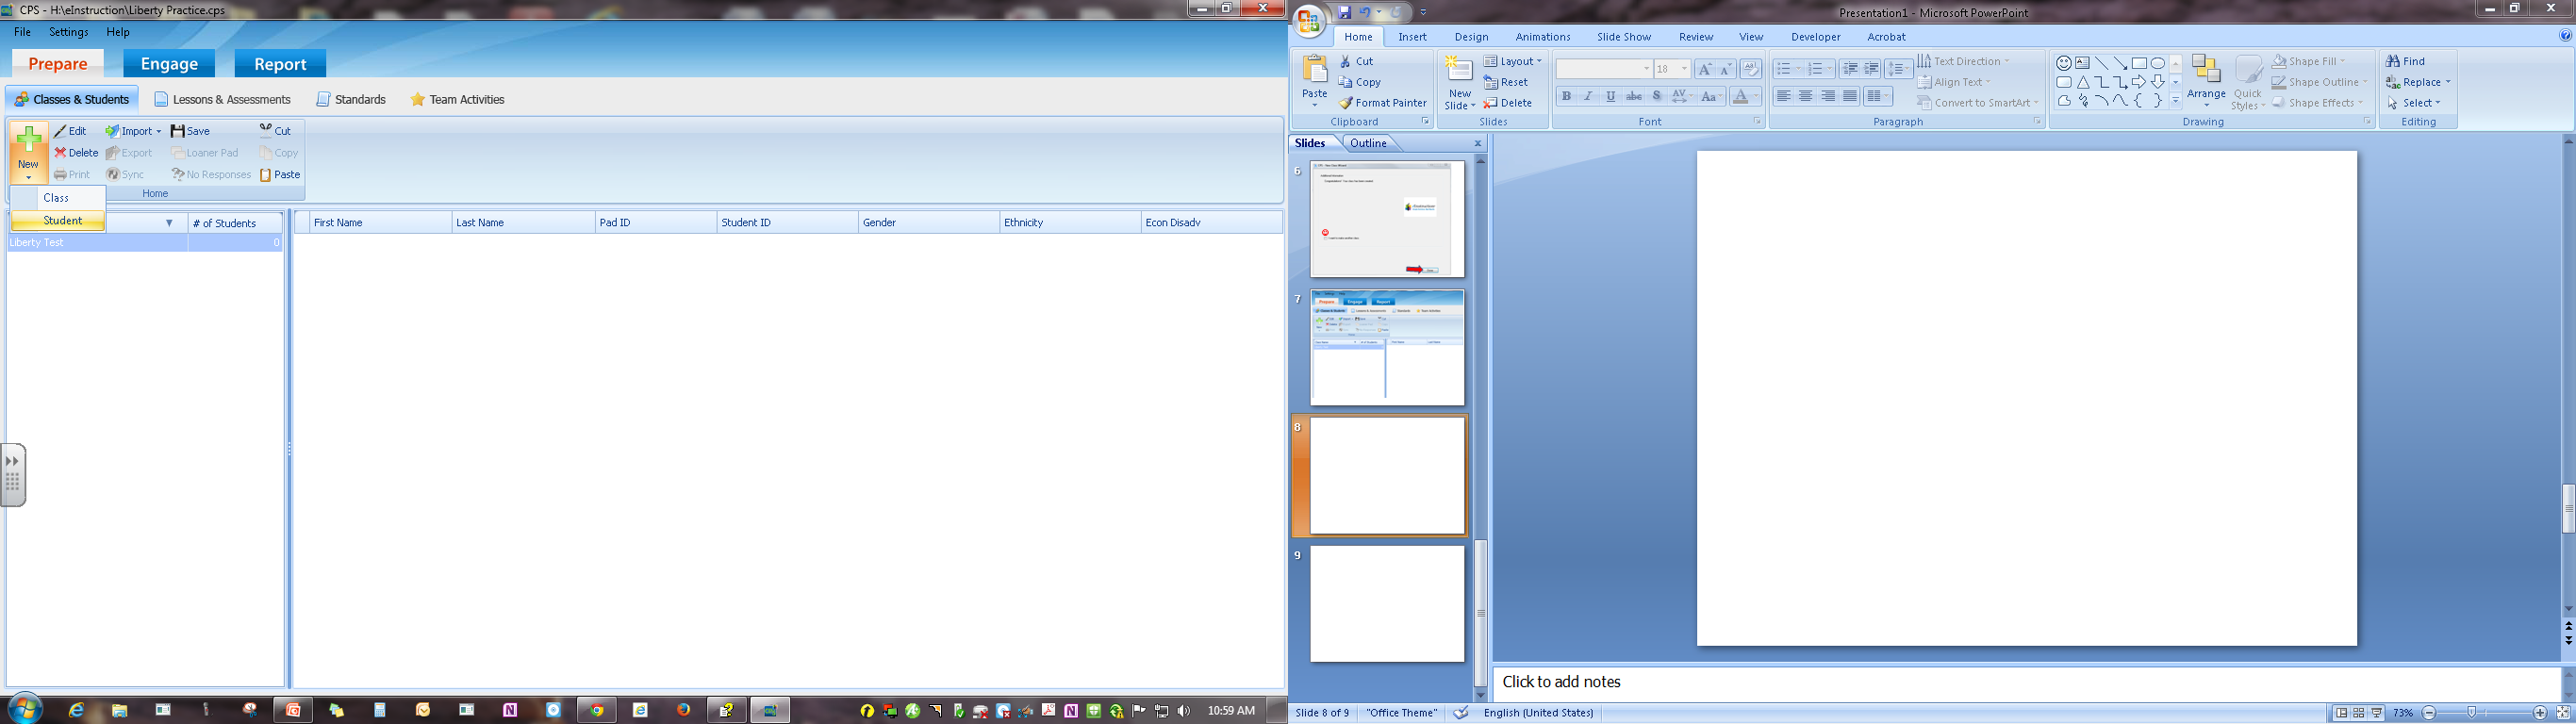 CPS - H:\eInstruction\Liberty Practice.cps
File Settings Help
Prepare Engage Report
Classes & Students Lessons & Assessments Standards Team Activities
New Edit Import Save Cut
Delete Export Loaner Pad Copy
Print Sync No Responses Paste
Home
Class
Student
# of Students
Liberty Test 0
First Name Last Name Pad ID Student ID Gender Ethnicity Econ Disadv
10:59 AM
Presentation1 - Microsoft PowerPoint
Home Insert Design Animations Slide Show Review View Developer Acrobat
Paste Cut Copy Format Painter
Clipboard
New Slide Layout Reset Delete
Slides
18
B I U abc S AV Aa A
Font
Text Direction
Align Text
Convert to SmartArt
Paragraph
Arrange Quick Styles Shape Fill Shape Outline Shape Effects
Drawing
Find
Replace
Select
Editing
Slides Outline x
6
7
Prepare Engage Report
8
9
Click to add notes
Slide 8 of 9 "Office Theme" English (United States) 73%